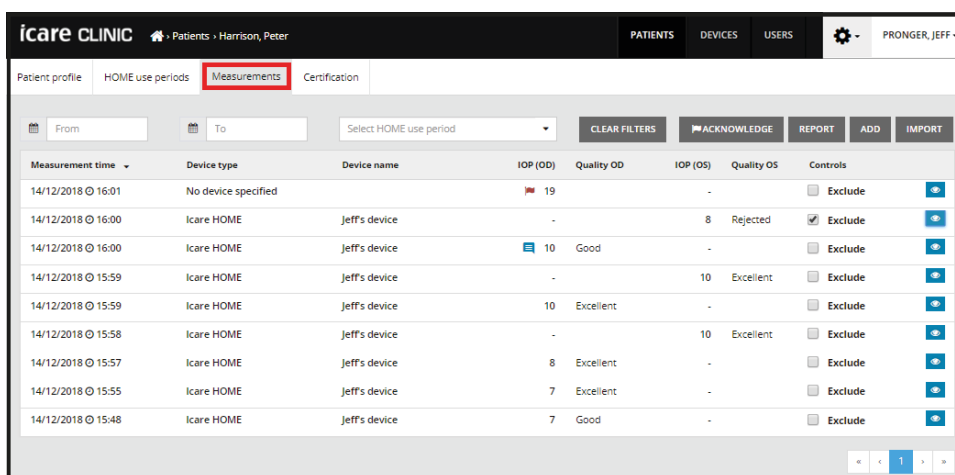 icare CLINIC › Patients › Harrison, Peter PATIENTS DEVICES USERS PRONGER, JEFF
Patient profile HOME use periods Measurements Certification
From To Select HOME use period CLEAR FILTERS ACKNOWLEDGE REPORT ADD IMPORT
Measurement time Device type Device name IOP (OD) Quality OD IOP (OS) Quality OS Controls
14/12/2018 16:01 No device specified 19 - Exclude
14/12/2018 16:00 Icare HOME Jeff's device - 8 Rejected Exclude
14/12/2018 16:00 Icare HOME Jeff's device 10 Good - Exclude
14/12/2018 15:59 Icare HOME Jeff's device - 10 Excellent Exclude
14/12/2018 15:59 Icare HOME Jeff's device 10 Excellent - Exclude
14/12/2018 15:58 Icare HOME Jeff's device - 10 Excellent Exclude
14/12/2018 15:57 Icare HOME Jeff's device 8 Excellent - Exclude
14/12/2018 15:55 Icare HOME Jeff's device 7 Excellent - Exclude
14/12/2018 15:48 Icare HOME Jeff's device 7 Good - Exclude
« ‹ 1 › »